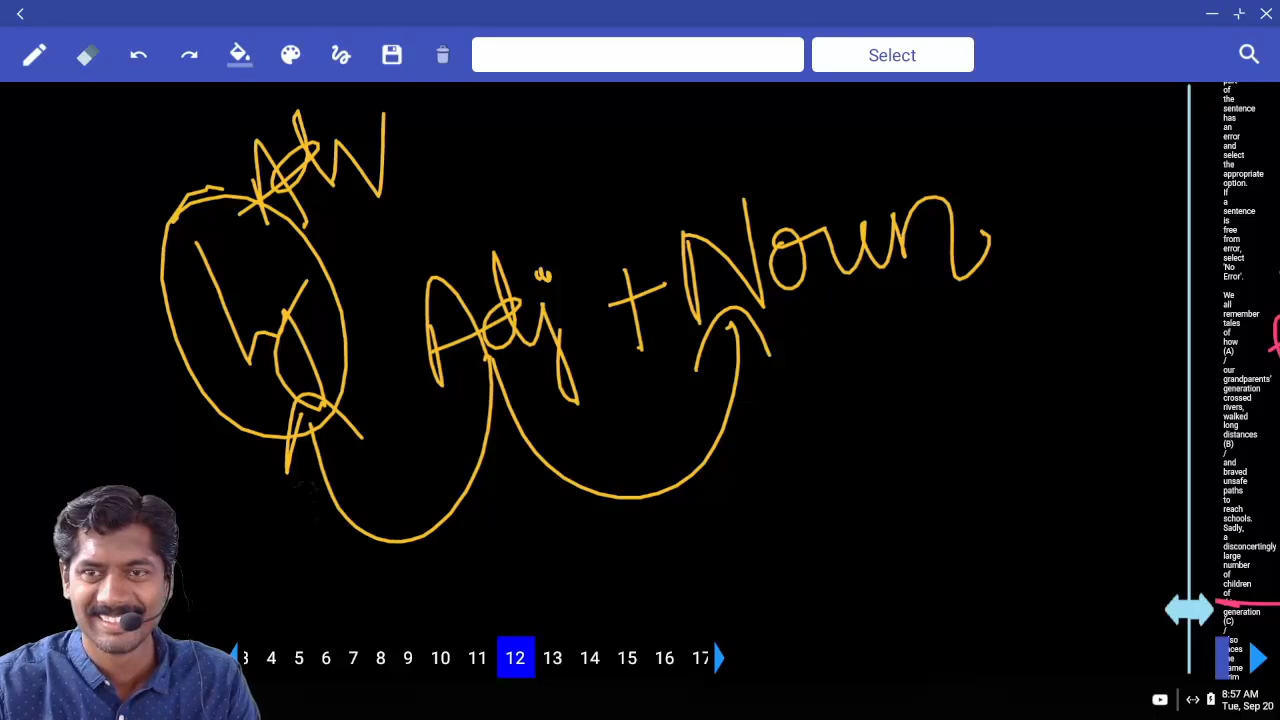 Select
Adv
Adj + Noun
part
of
the
sentence
has
an
error
and
select
the
appropriate
option.
If
a
sentence
is
free
from
error,
select
'No
Error'.
We
all
remember
tales
of
how
(A)
/
our
grandparents'
generation
crossed
rivers,
walked
long
distances
(B)
/
and
braved
unsafe
paths
to
reach
schools.
Sadly,
a
disconcertingly
large
number
of
children
of
generation
(C)
/
3 4 5 6 7 8 9 10 11 12 13 14 15 16 17
8:57 AM
Tue, Sep 20